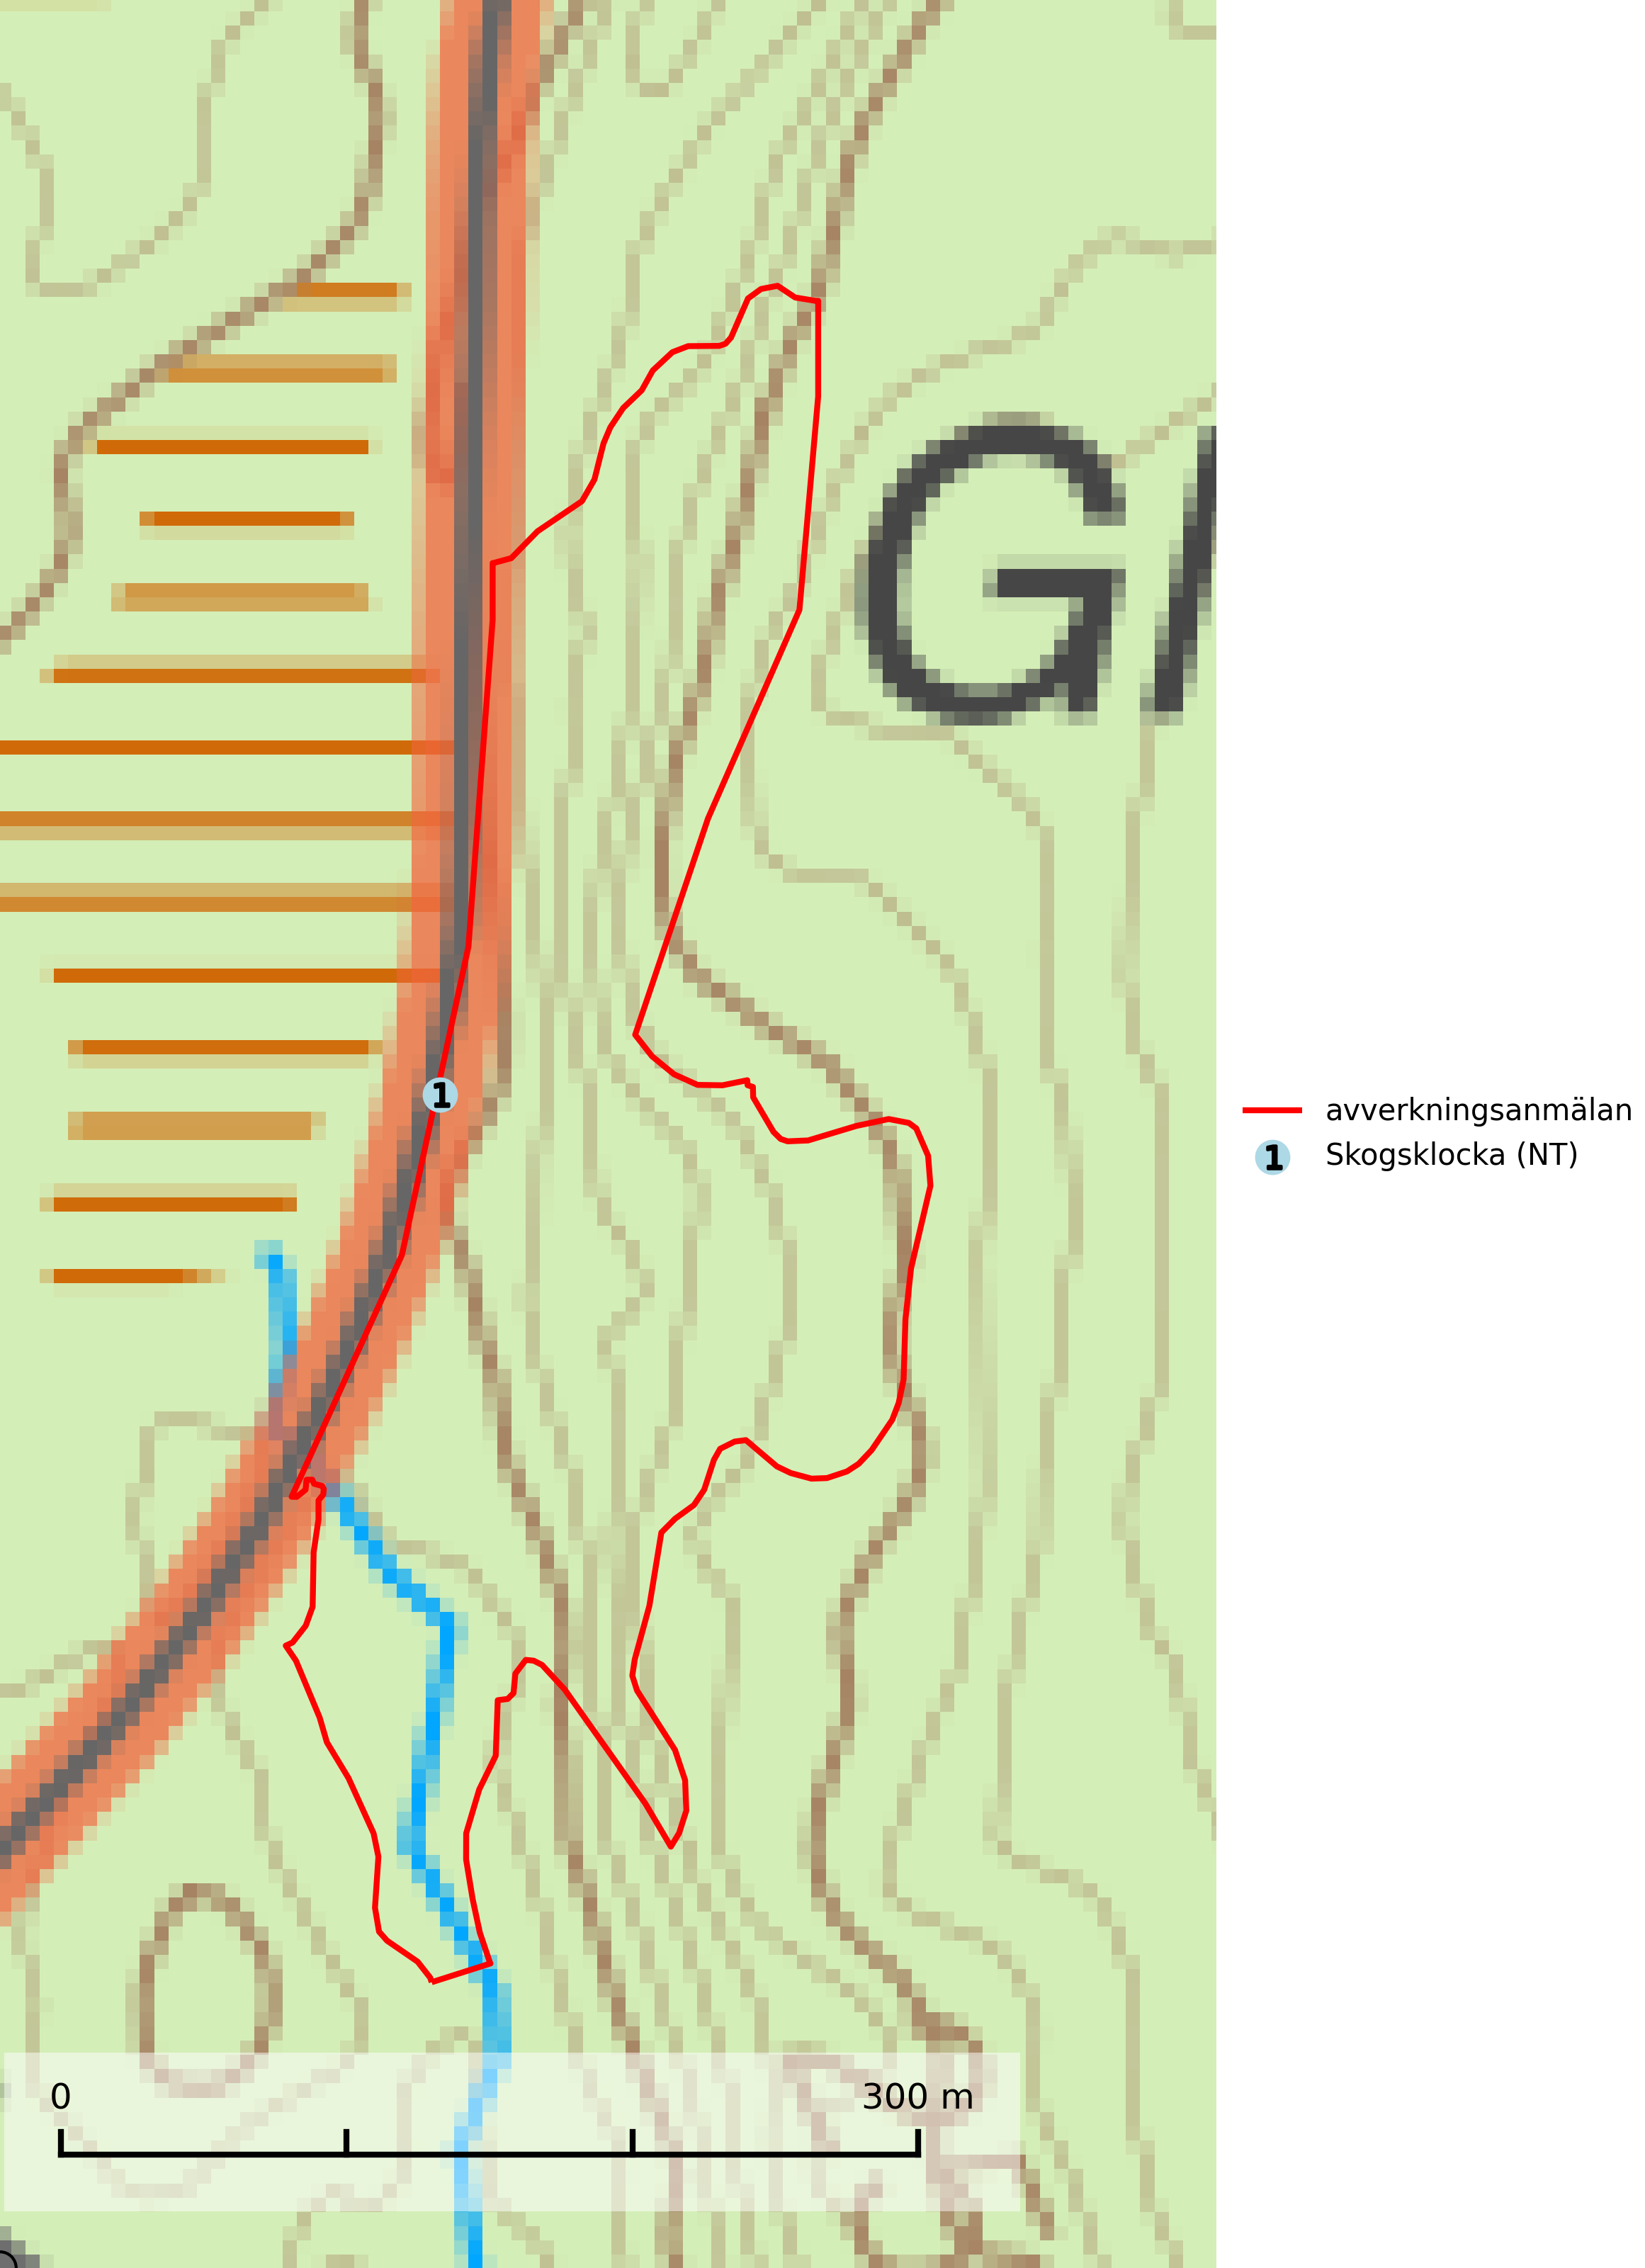 G
1
avverkningsanmälan
1 Skogsklocka (NT)
0 300 m